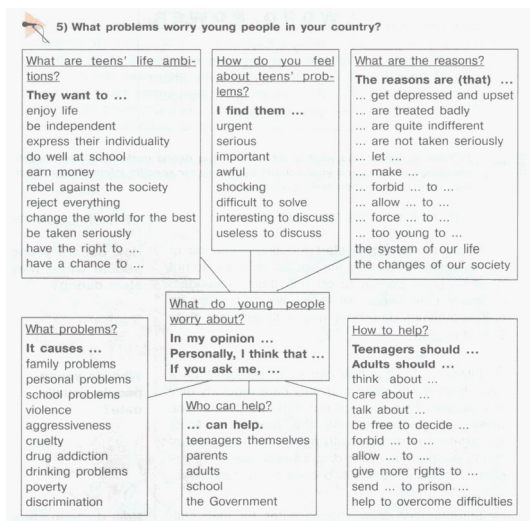 5) What problems worry young people in your country?
What are teens' life ambi-
tions?
They want to ...
enjoy life
be independent
express their individuality
do well at school
earn money
rebel against the society
reject everything
change the world for the best
be taken seriously
have the right to ...
have a chance to ...
How do you feel
about teens' prob-
lems?
I find them ...
urgent
serious
important
awful
shocking
difficult to solve
interesting to discuss
useless to discuss
What are the reasons?
The reasons are (that) ...
... get depressed and upset
... are treated badly
... are quite indifferent
... are not taken seriously
... let ...
... make ...
... forbid ... to ...
... allow ... to ...
... force ... to ...
... too young to ...
the system of our life
the changes of our society
What do young people
worry about?
In my opinion ...
Personally, I think that ...
If you ask me, ...
What problems?
It causes ...
family problems
personal problems
school problems
violence
aggressiveness
cruelty
drug addiction
drinking problems
poverty
discrimination
Who can help?
... can help.
teenagers themselves
parents
adults
school
the Government
How to help?
Teenagers should ...
Adults should ...
think about ...
care about ...
talk about ...
be free to decide ...
forbid ... to ...
allow ... to ...
give more rights to ...
send ... to prison ...
help to overcome difficulties